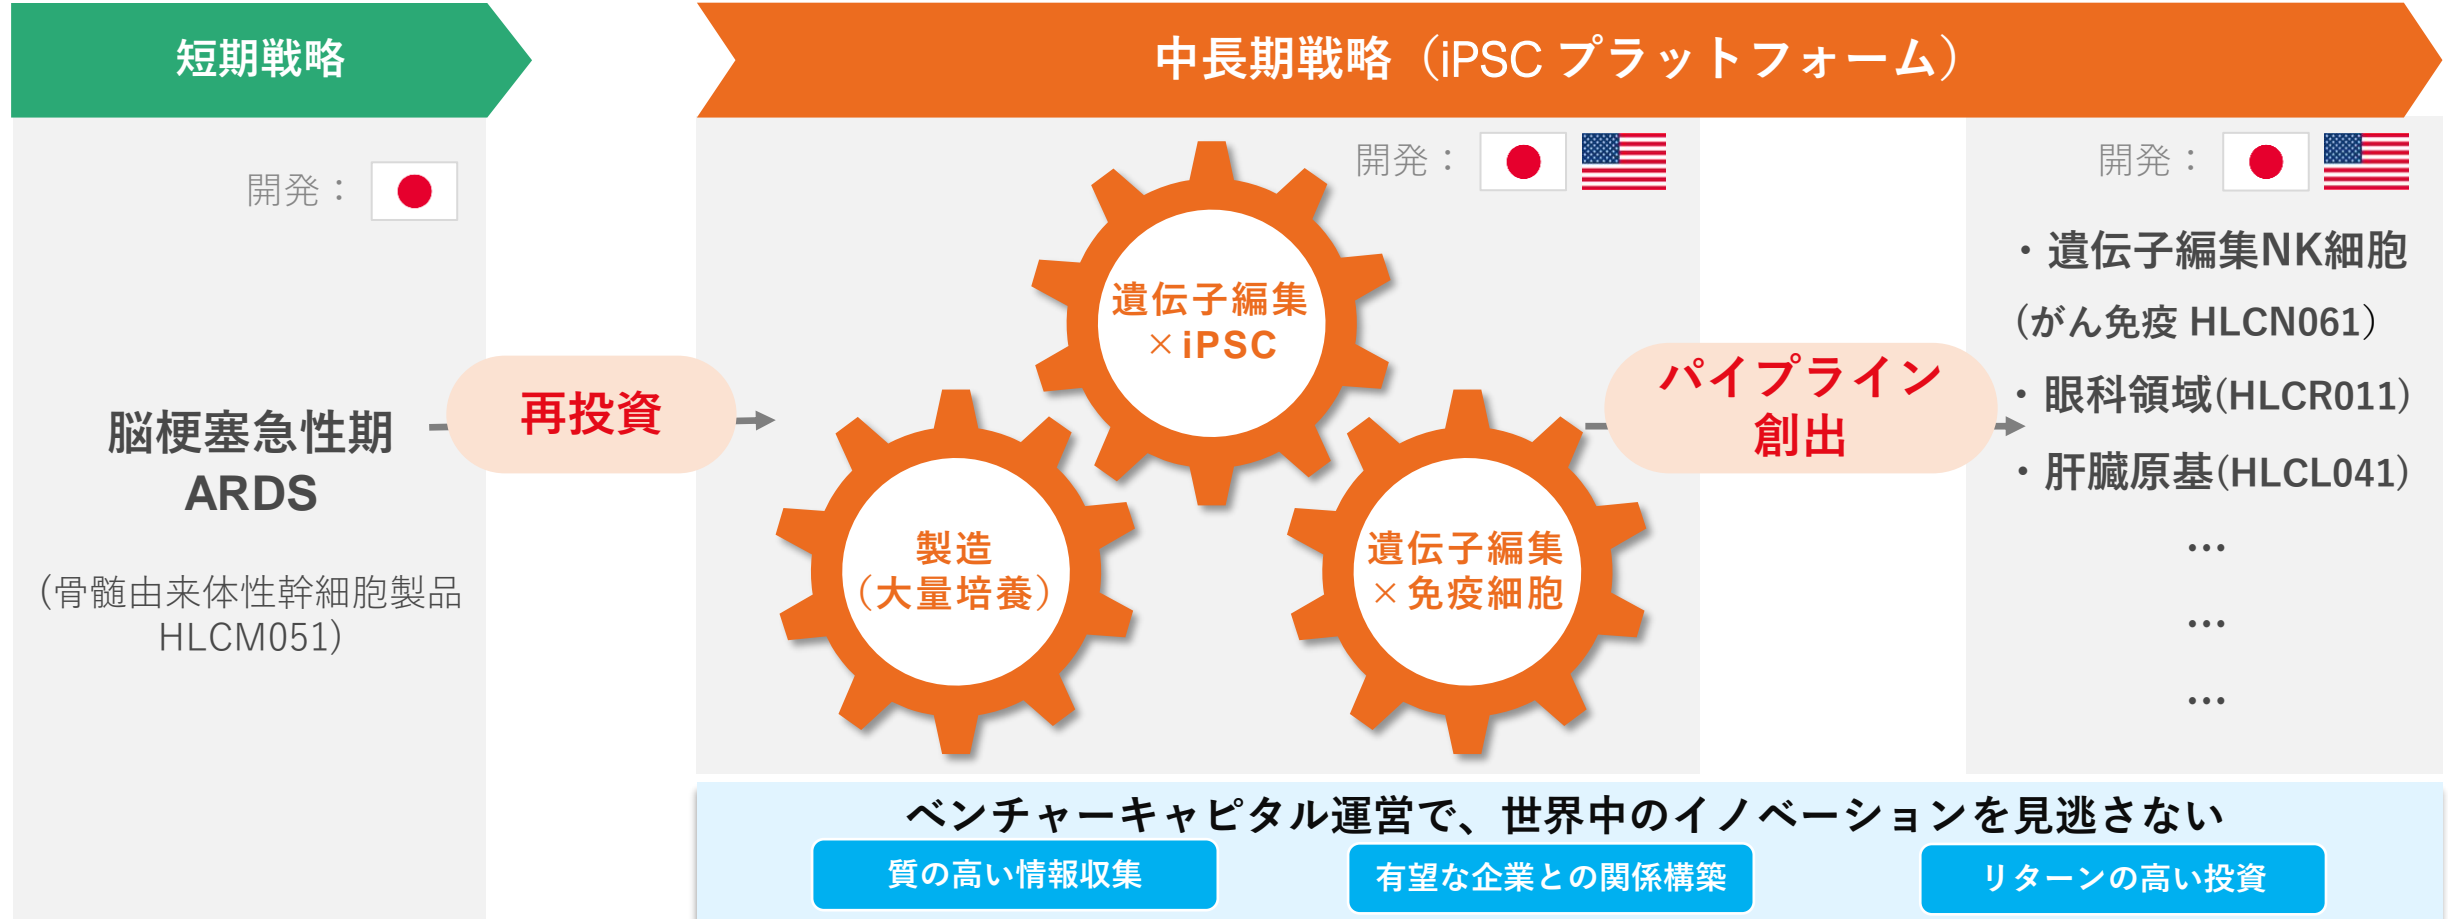 短期戦略
中長期戦略（iPSC プラットフォーム）
開発：
脳梗塞急性期
ARDS
(骨髄由来体性幹細胞製品
HLCM051)
再投資
開発：
遺伝子編集
×iPSC
製造
（大量培養）
遺伝子編集
×免疫細胞
パイプライン
創出
開発：
・遺伝子編集NK細胞
(がん免疫 HLCN061)
・眼科領域(HLCR011)
・肝臓原基(HLCL041)
…
…
…
ベンチャーキャピタル運営で、世界中のイノベーションを見逃さない
質の高い情報収集
有望な企業との関係構築
リターンの高い投資